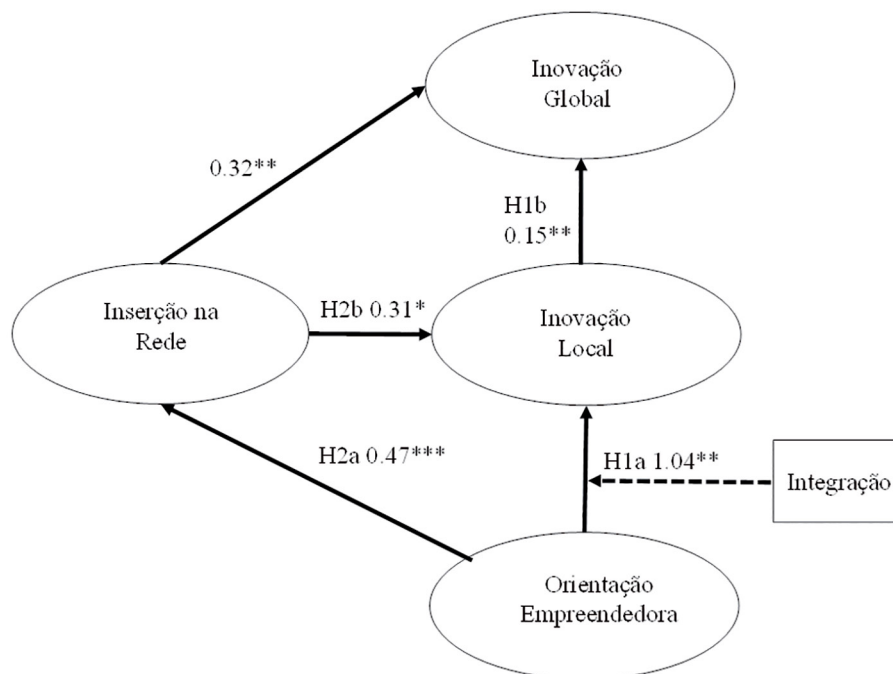 Inovação
Global
0.32**
H1b
0.15**
Inserção na
Rede
H2b 0.31*
Inovação
Local
H2a 0.47***
H1a 1.04**
Integração
Orientação
Empreendedora